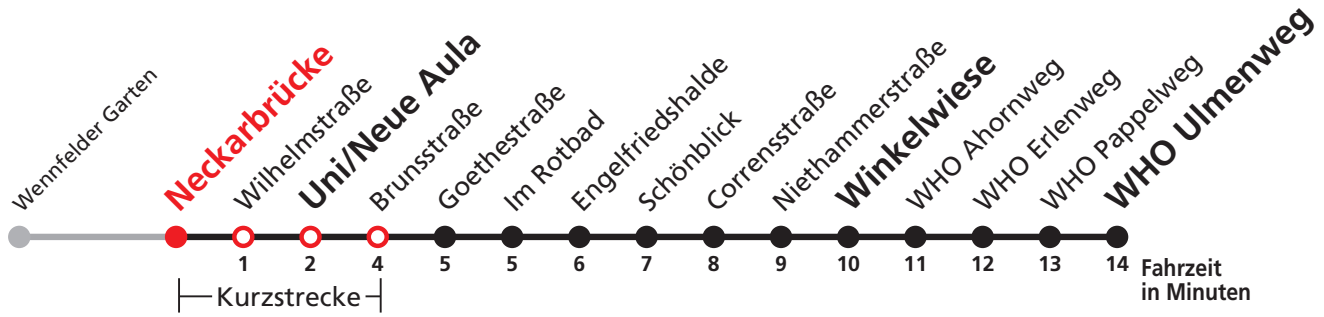 Wennfelder Garten
Neckarbrücke
Wilhelmstraße
Uni/Neue Aula
Brunsstraße
Goethestraße
Im Rotbad
Engelfriedshalde
Schönblick
Corrensstraße
Niethammerstraße
Winkelwiese
WHO Ahornweg
WHO Erlenweg
WHO Pappelweg
WHO Ulmenweg
1 2 4 5 5 6 7 8 9 10 11 12 13 14 Fahrzeit
in Minuten
Kurzstrecke